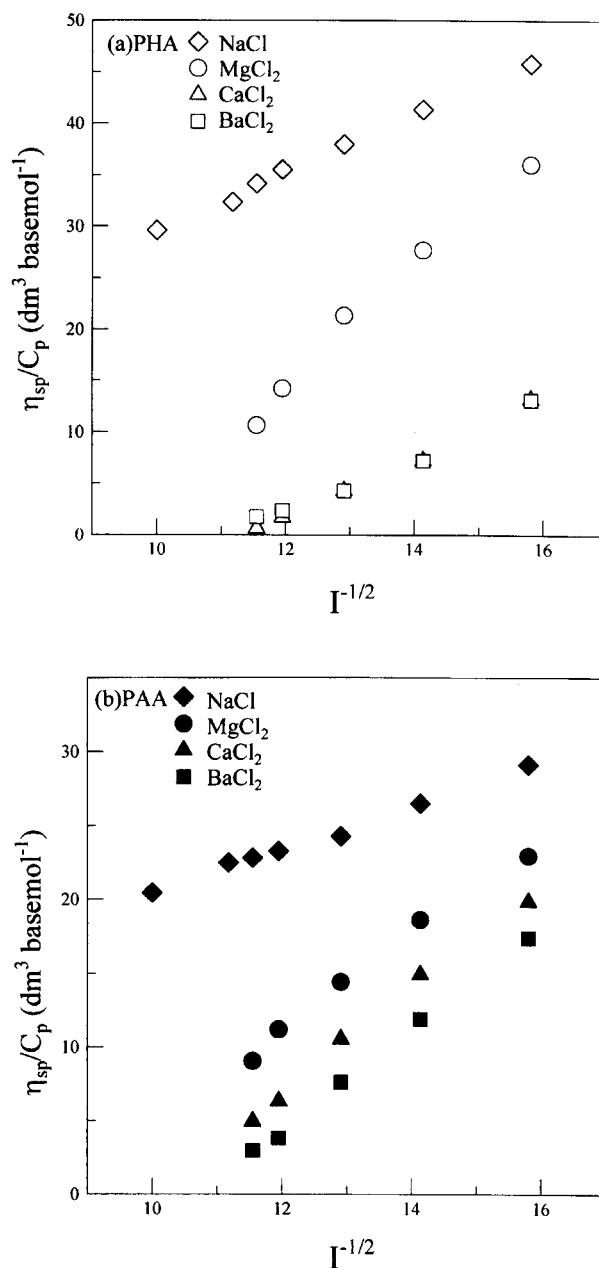 (a)PHA ◇ NaCl
○ MgCl₂
△ CaCl₂
□ BaCl₂
50
40
30
20
10
0
ηsp/Cp (dm³ basemol⁻¹)
10 12 14 16
I⁻¹/²
(b)PAA ◆ NaCl
● MgCl₂
▲ CaCl₂
■ BaCl₂
30
20
10
0
ηsp/Cp (dm³ basemol⁻¹)
10 12 14 16
I⁻¹/²